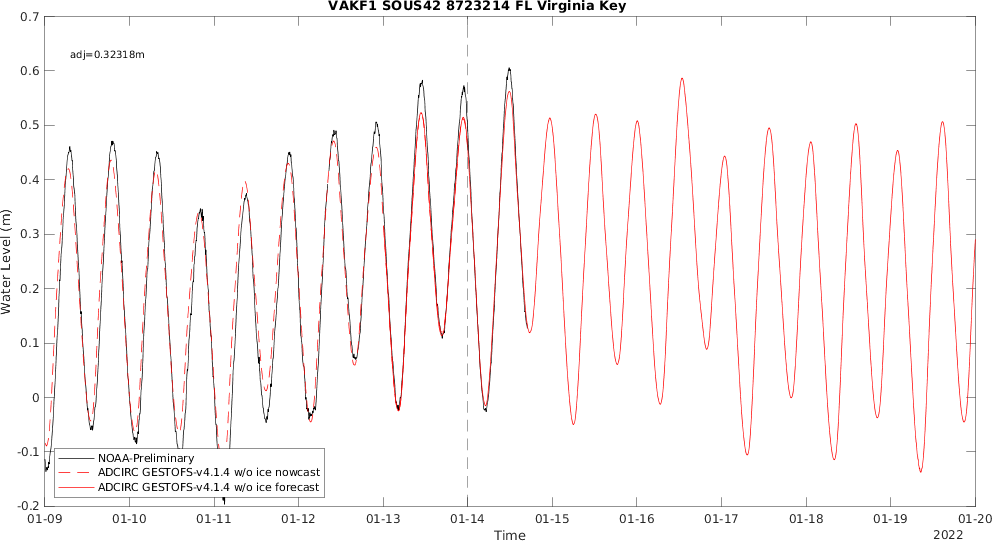 VAKF1 SOUS42 8723214 FL Virginia Key
adj=0.32318m
Water Level (m)
0.7
0.6
0.5
0.4
0.3
0.2
0.1
0
-0.1
-0.2
NOAA-Preliminary
ADCIRC GESTOFS-v4.1.4 w/o ice nowcast
ADCIRC GESTOFS-v4.1.4 w/o ice forecast
01-09 01-10 01-11 01-12 01-13 01-14 01-15 01-16 01-17 01-18 01-19 01-20
Time
2022